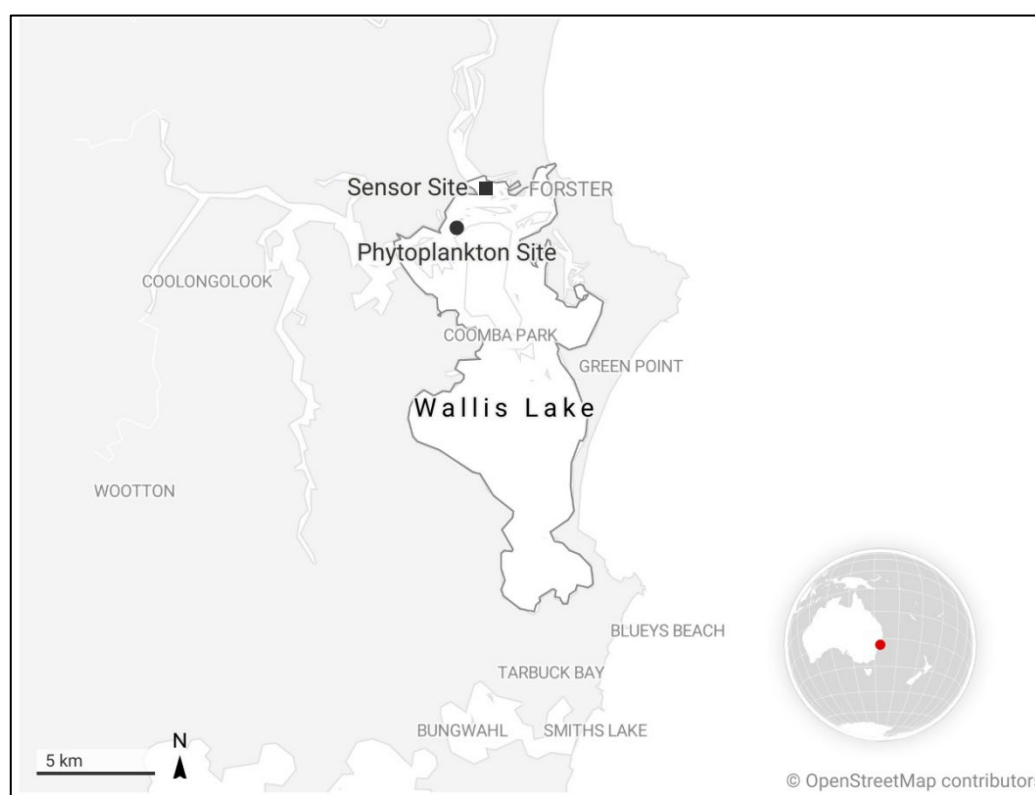 Sensor Site
FORSTER
Phytoplankton Site
COOLONGOLOOK
COOMBA PARK
GREEN POINT
Wallis Lake
WOOTTON
BLUEYS BEACH
TARBUCK BAY
BUNGWAHL
SMITHS LAKE
N
5 km
© OpenStreetMap contributors